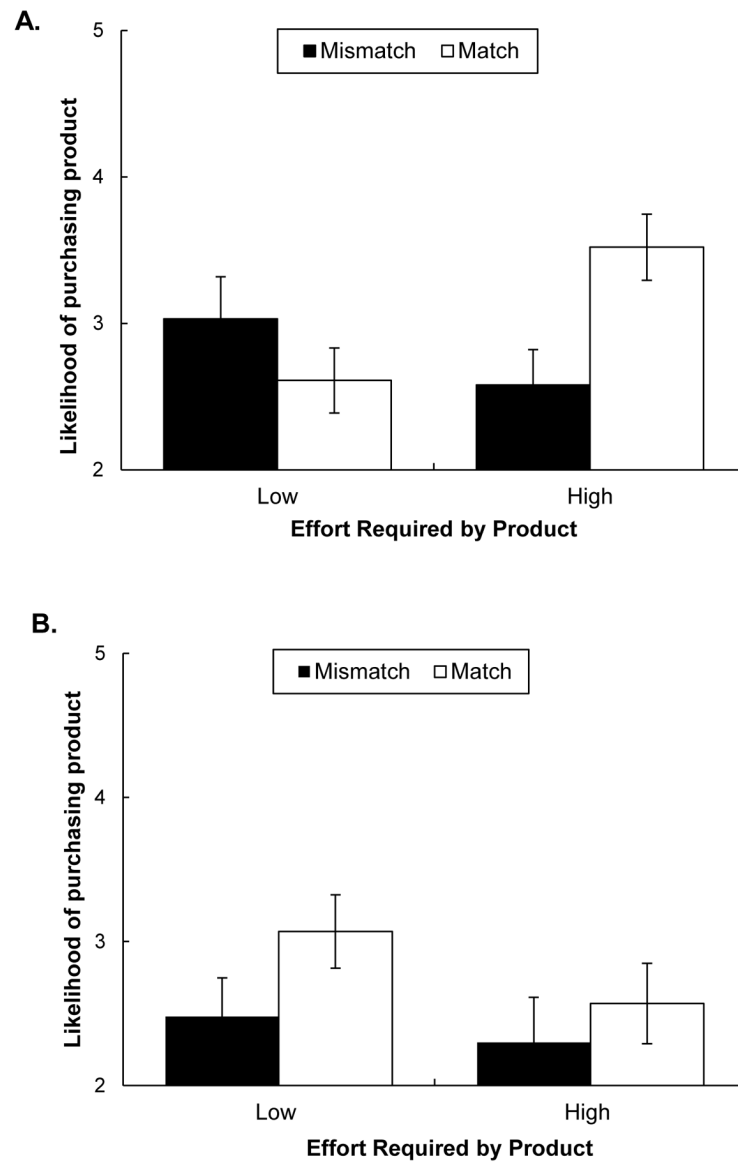 A.
5
Mismatch Match
4
3
2
Likelihood of purchasing product
Low High
Effort Required by Product
B.
5
Mismatch Match
4
3
2
Likelihood of purchasing product
Low High
Effort Required by Product